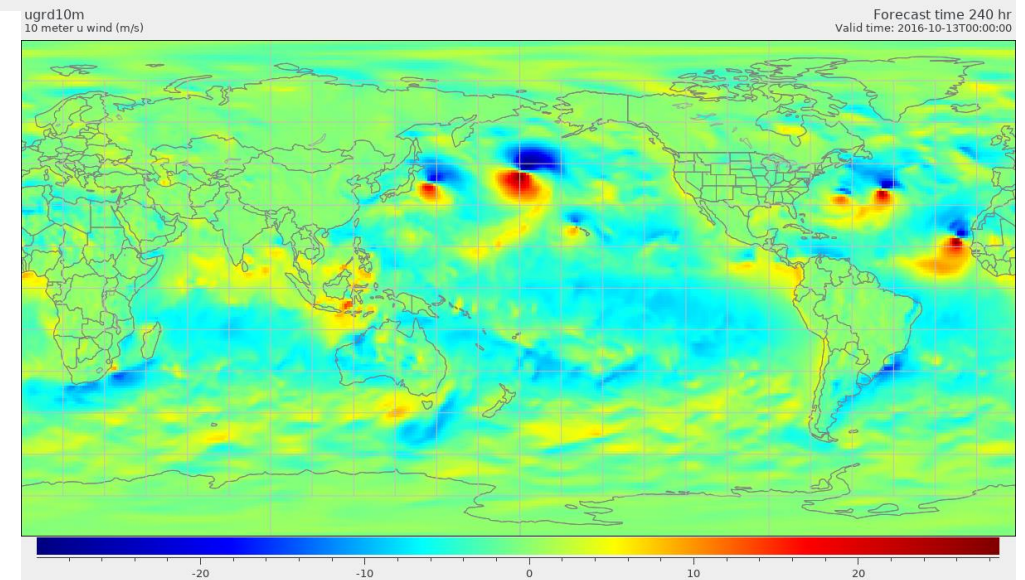 ugrd10m
10 meter u wind (m/s)
Forecast time 240 hr
Valid time: 2016-10-13T00:00:00
-20 -10 0 10 20